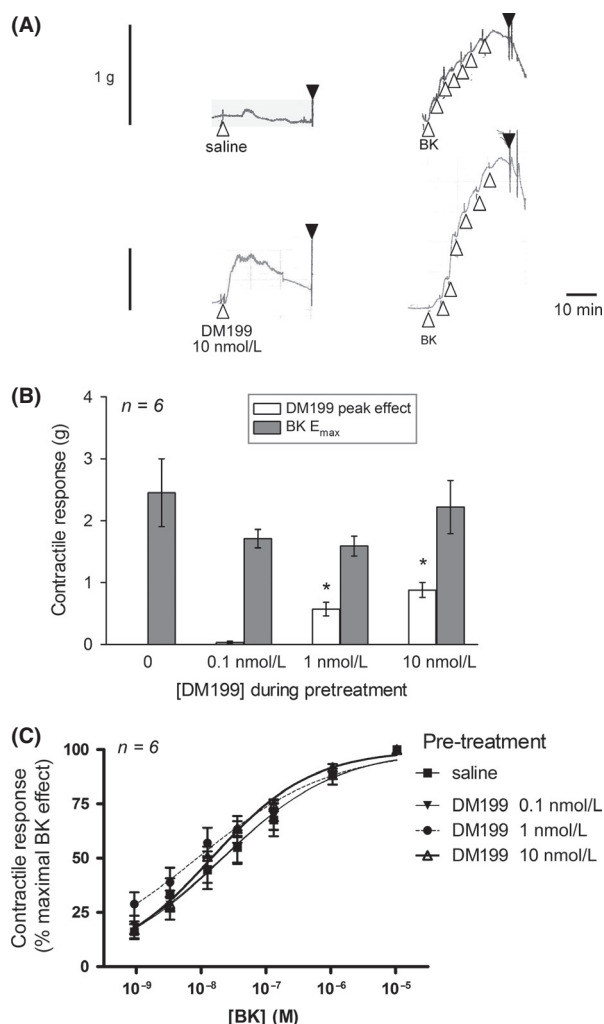 (A)
1 g
saline
BK
DM199
10 nmol/L
BK
10 min
(B)
n = 6
DM199 peak effect
BK Emax
Contractile response (g)
4
3
2
1
0
*
*
0
0.1 nmol/L
1 nmol/L
10 nmol/L
[DM199] during pretreatment
(C)
n = 6
Pre-treatment
saline
DM199 0.1 nmol/L
DM199 1 nmol/L
DM199 10 nmol/L
Contractile response
(% maximal BK effect)
100
75
50
25
0
10⁻⁹
10⁻⁸
10⁻⁷
10⁻⁶
10⁻⁵
[BK] (M)